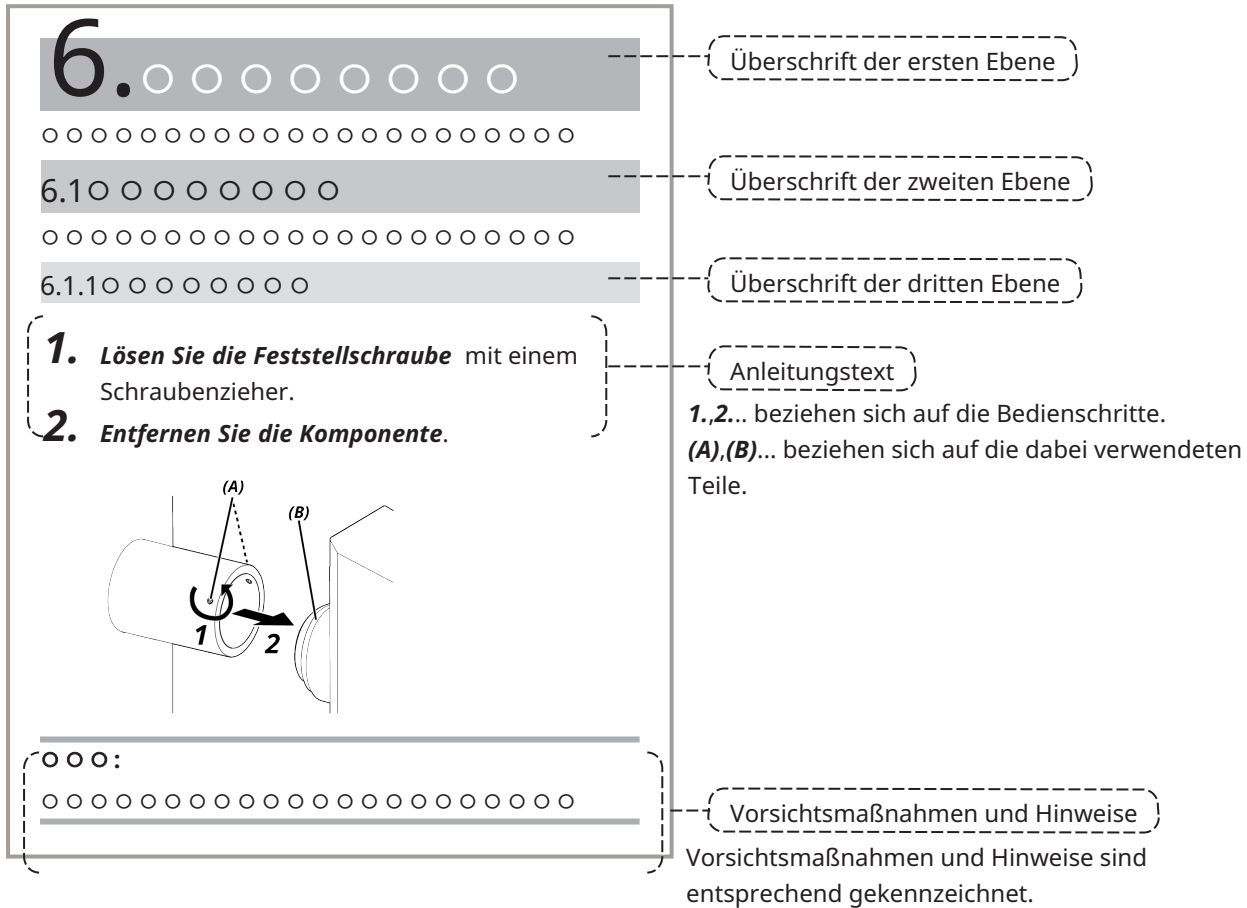 6.○○○○○○○○
Überschrift der ersten Ebene
○○○○○○○○○○○○○○○○○○○○○○
6.1○○○○○○○○
Überschrift der zweiten Ebene
○○○○○○○○○○○○○○○○○○○○○○
6.1.1○○○○○○○○
Überschrift der dritten Ebene
1. Lösen Sie die Feststellschraube mit einem
Schraubenzieher.
2. Entfernen Sie die Komponente.
Anleitungstext
1.,2... beziehen sich auf die Bedienschritte.
(A),(B)... beziehen sich auf die dabei verwendeten
Teile.
(A)
(B)
1
2
○○○:
○○○○○○○○○○○○○○○○○○○○○○
Vorsichtsmaßnahmen und Hinweise
Vorsichtsmaßnahmen und Hinweise sind
entsprechend gekennzeichnet.